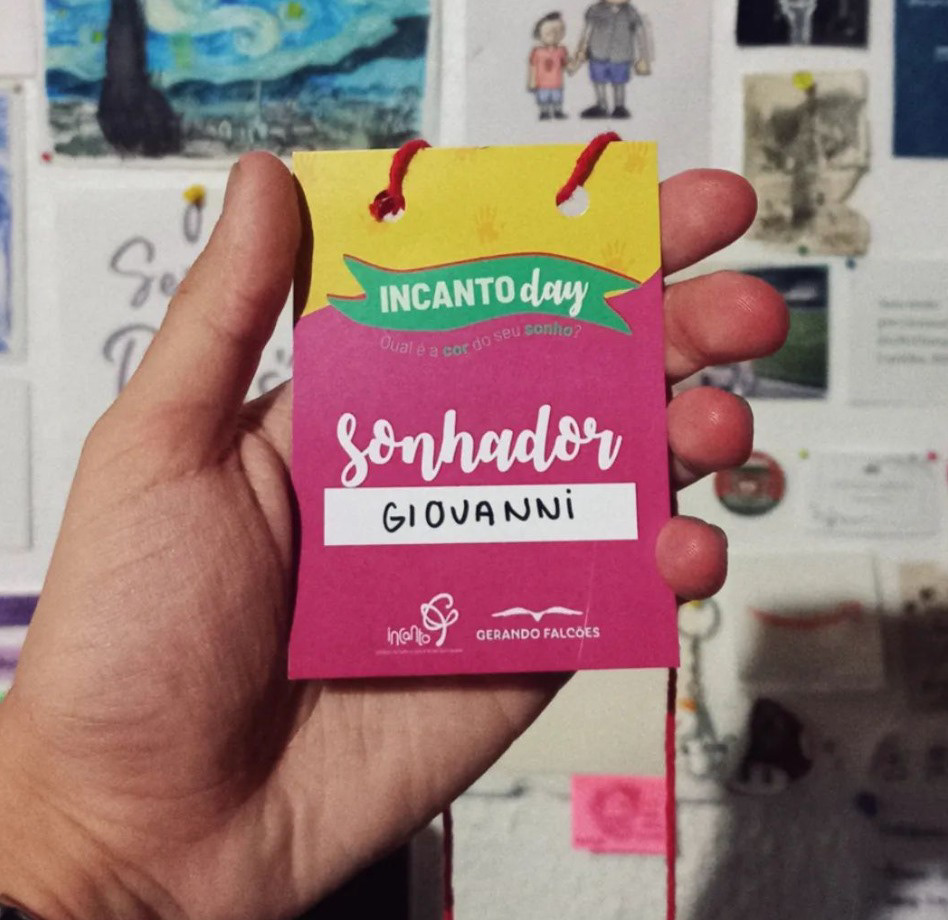 INCANTO day
Qual é a cor do seu sonho?
Sonhador
GIOVANNI
incanto
GERANDO FALCÕES